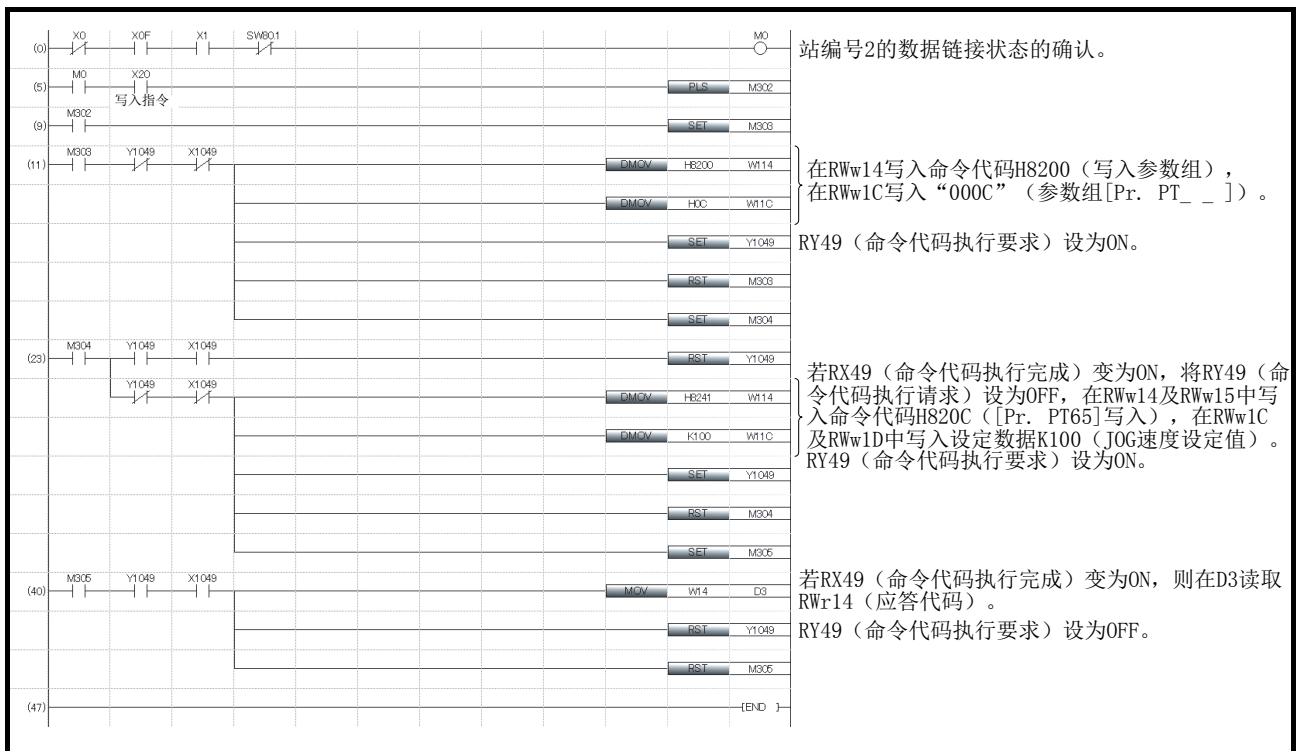 X0 X0F X1 SW80.1 M0
(0) 站编号2的数据链接状态的确认。
M0 X20
(5) PLS M302
写入指令
M302
(9) SET M303
M303 Y1049 X1049
(11) DMOV H8200 W114
在RWw14写入命令代码H8200（写入参数组），
在RWw1C写入“000C”（参数组[Pr. PT_ _ ]）。
DMOV H0C W11C
SET Y1049 RY49（命令代码执行要求）设为ON。
RST M303
SET M304
M304 Y1049 X1049
(23) RST Y1049
Y1049 X1049
DMOV H8241 W114
若RX49（命令代码执行完成）变为ON，将RY49（命
令代码执行请求）设为OFF，在RWw14及RWw15中写
入命令代码H820C（[Pr. PT65]写入），在RWw1C
及RWw1D中写入设定数据K100（JOG速度设定值）。
DMOV K100 W11C
RY49（命令代码执行要求）设为ON。
SET Y1049
RST M304
SET M305
M305 Y1049 X1049
(40) MOV W14 D3
若RX49（命令代码执行完成）变为ON，则在D3读取
RWr14（应答代码）。
RST Y1049 RY49（命令代码执行要求）设为OFF。
RST M305
(47) [END ]